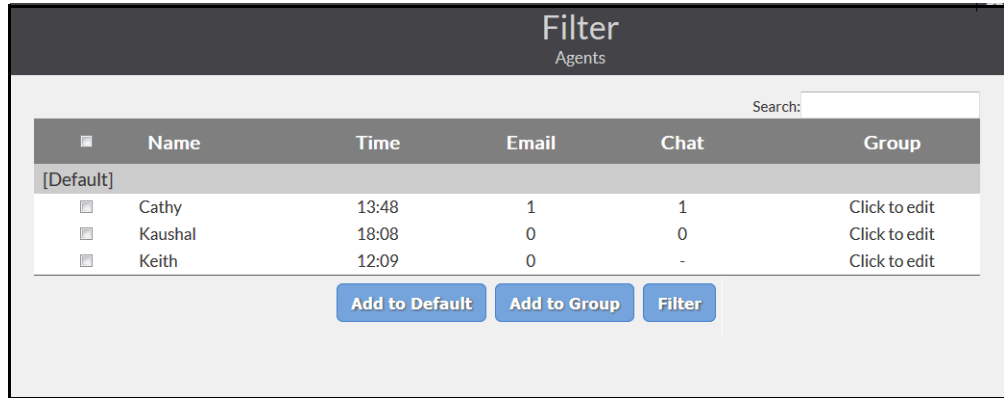 Filter
Agents
Search:
Name Time Email Chat Group
[Default]
Cathy 13:48 1 1 Click to edit
Kaushal 18:08 0 0 Click to edit
Keith 12:09 0 - Click to edit
Add to Default Add to Group Filter